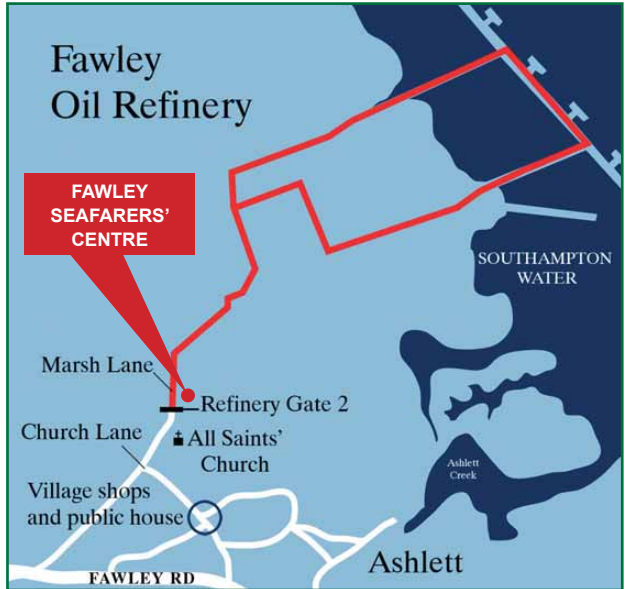 Fawley
Oil Refinery
FAWLEY
SEAFARERS’
CENTRE
SOUTHAMPTON
WATER
Marsh Lane
Refinery Gate 2
Church Lane
All Saints’
Church
Ashlett
Creek
Village shops
and public house
Ashlett
FAWLEY RD